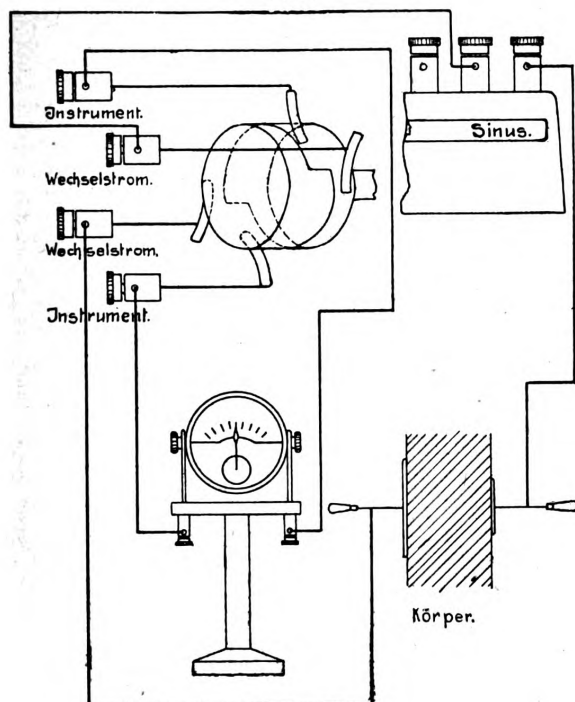 Instrument.
Sinus.
Wechselstrom.
Wechselstrom.
Instrument.
Körper.